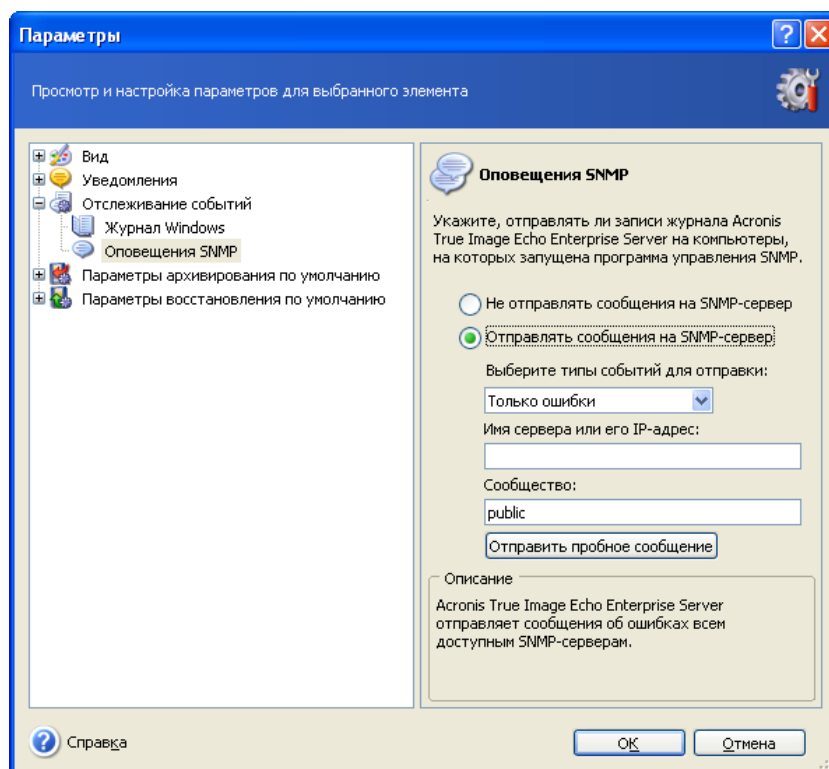 Параметры
Просмотр и настройка параметров для выбранного элемента
Вид
Уведомления
Отслеживание событий
Журнал Windows
Оповещения SNMP
Параметры архивирования по умолчанию
Параметры восстановления по умолчанию
Оповещения SNMP
Укажите, отправлять ли записи журнала Acronis
True Image Echo Enterprise Server на компьютеры,
на которых запущена программа управления SNMP.
Не отправлять сообщения на SNMP-сервер
Отправлять сообщения на SNMP-сервер
Выберите типы событий для отправки:
Только ошибки
Имя сервера или его IP-адрес:
Сообщество:
public
Отправить пробное сообщение
Описание
Acronis True Image Echo Enterprise Server
отправляет сообщения об ошибках всем
доступным SNMP-серверам.
Справка
OK
Отмена